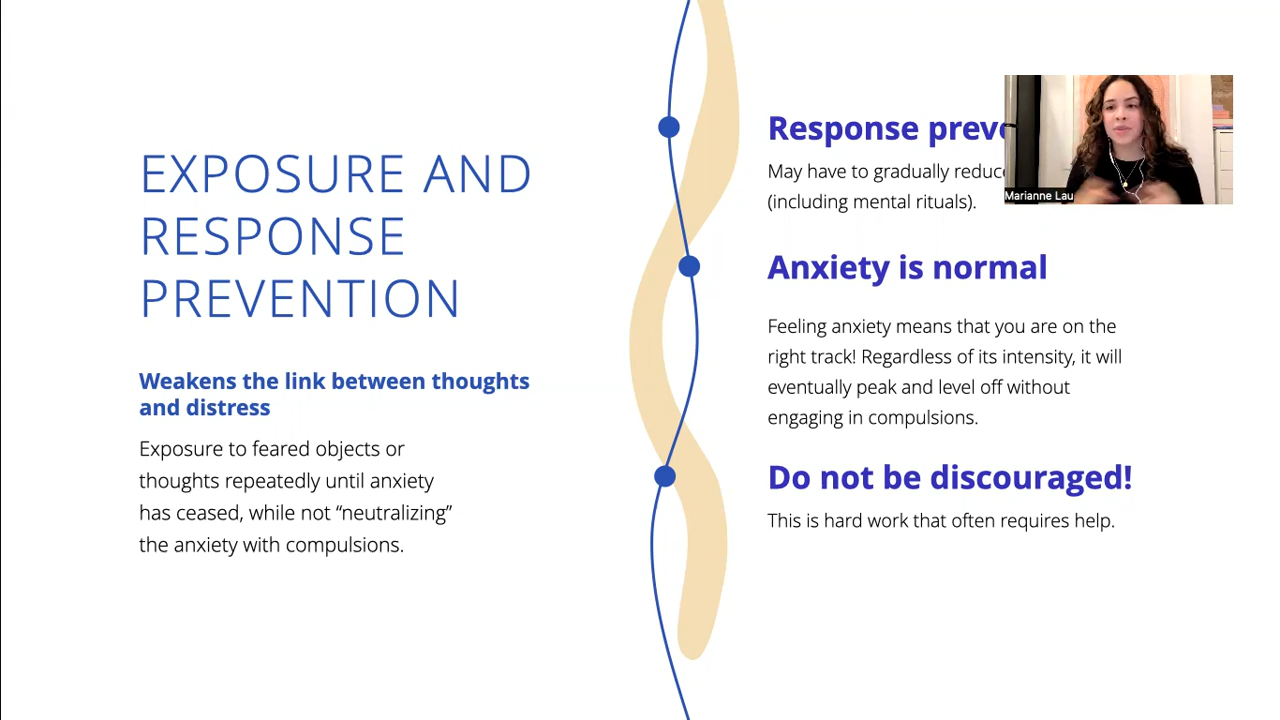 EXPOSURE AND
RESPONSE
PREVENTION
Weakens the link between thoughts
and distress
Exposure to feared objects or
thoughts repeatedly until anxiety
has ceased, while not “neutralizing”
the anxiety with compulsions.
Response
May have to gradually
(including mental rituals).
Marianne Lau
Anxiety is normal
Feeling anxiety means that you are on the
right track! Regardless of its intensity, it will
eventually peak and level off without
engaging in compulsions.
Do not be discouraged!
This is hard work that often requires help.